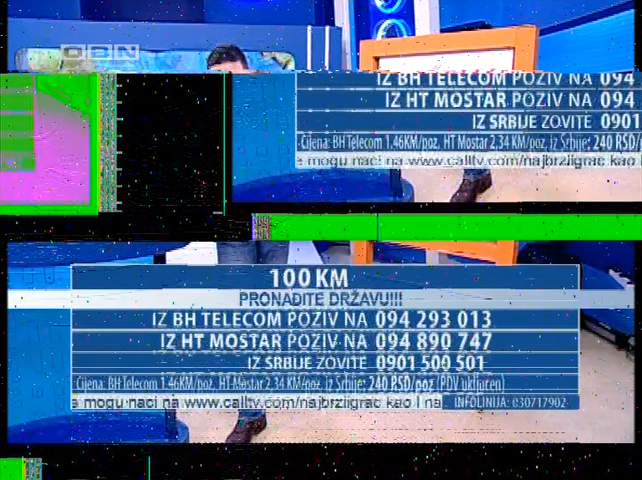 OBN
IZ BH TELECOM POZIV NA 094
IZ HT MOSTAR POZIV NA 094
IZ SRBIJE ZOVITE 0901
Cijena: BH Telecom 1.46KM/poz, HT Mostar 2,34 KM/poz, iz Srbije: 240 RSD/
e mogu naci na www.calltv.com/najbrziigrac kao I
100 KM
PRONAĐITE DRŽAVU!!!
IZ BH TELECOM POZIV NA 094 293 013
IZ HT MOSTAR POZIV NA 094 890 747
IZ SRBIJE ZOVITE 0901 500 501
Cijena: BH Telecom 1.46KM/poz, HT Mostar 2,34 KM/poz, iz Srbije: 240 RSD/poz (PDV uključen)
e mogu naci na www.calltv.com/najbrziigrac kao I na
INFOLINIJA: 030717902